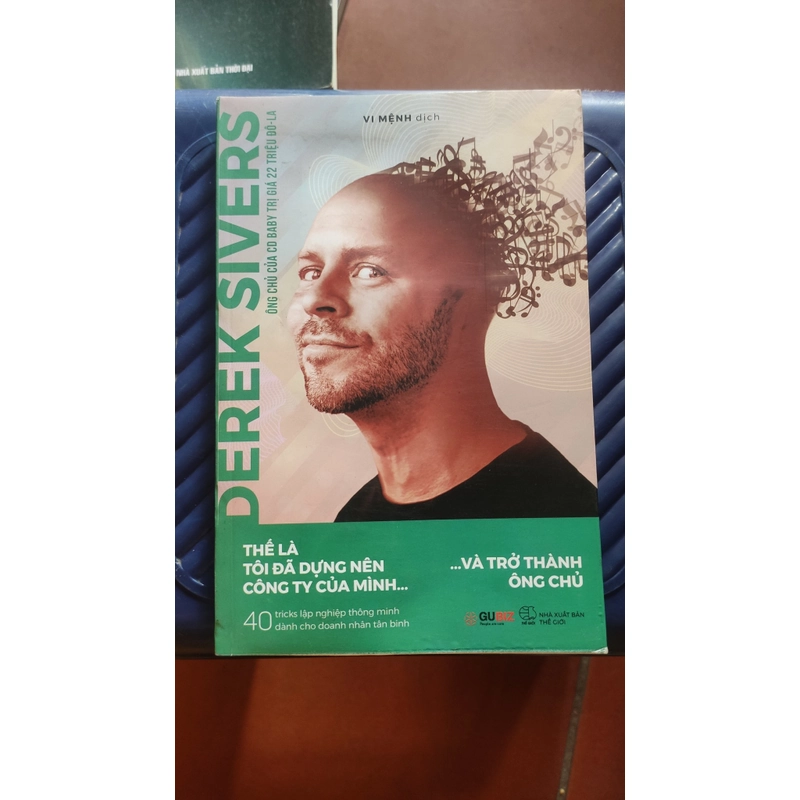 NHÀ XUẤT BẢN THỜI ĐẠI
VI MỆNH dịch
DEREK SIVERS
ÔNG CHỦ CỦA CD BABY TRỊ GIÁ 22 TRIỆU ĐÔ-LA
THẾ LÀ
TÔI ĐÃ DỰNG NÊN
CÔNG TY CỦA MÌNH...
...VÀ TRỞ THÀNH
ÔNG CHỦ
40 tricks lập nghiệp thông minh
dành cho doanh nhân tân binh
GUBIZ
NHÀ XUẤT BẢN
THẾ GIỚI